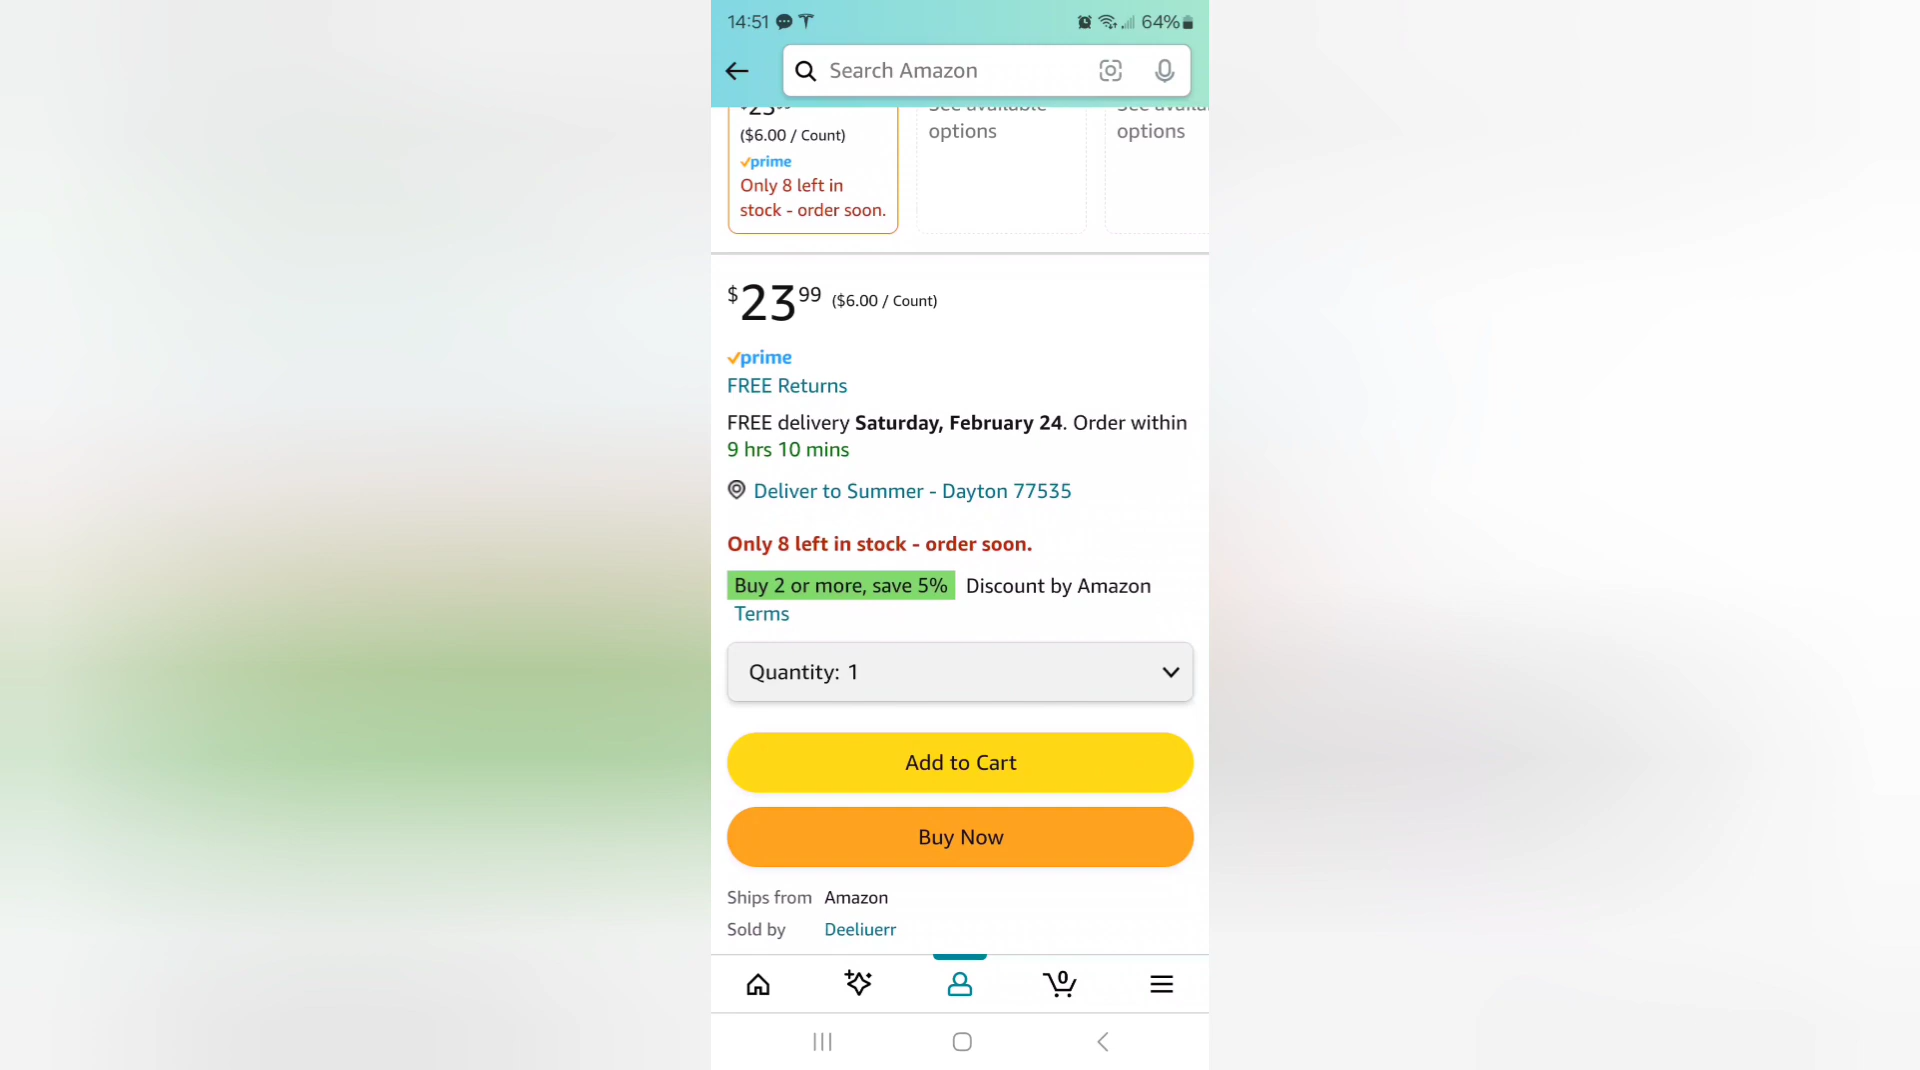 14:51
64%
Search Amazon
$23
($6.00 / Count)
prime
Only 8 left in
stock - order soon.
See available
options
options
$23 99 ($6.00 / Count)
prime
FREE Returns
FREE delivery Saturday, February 24. Order within
9 hrs 10 mins
Deliver to Summer - Dayton 77535
Only 8 left in stock - order soon.
Buy 2 or more, save 5% Discount by Amazon
Terms
Quantity: 1
Add to Cart
Buy Now
Ships from Amazon
Sold by Deeliuerr
0